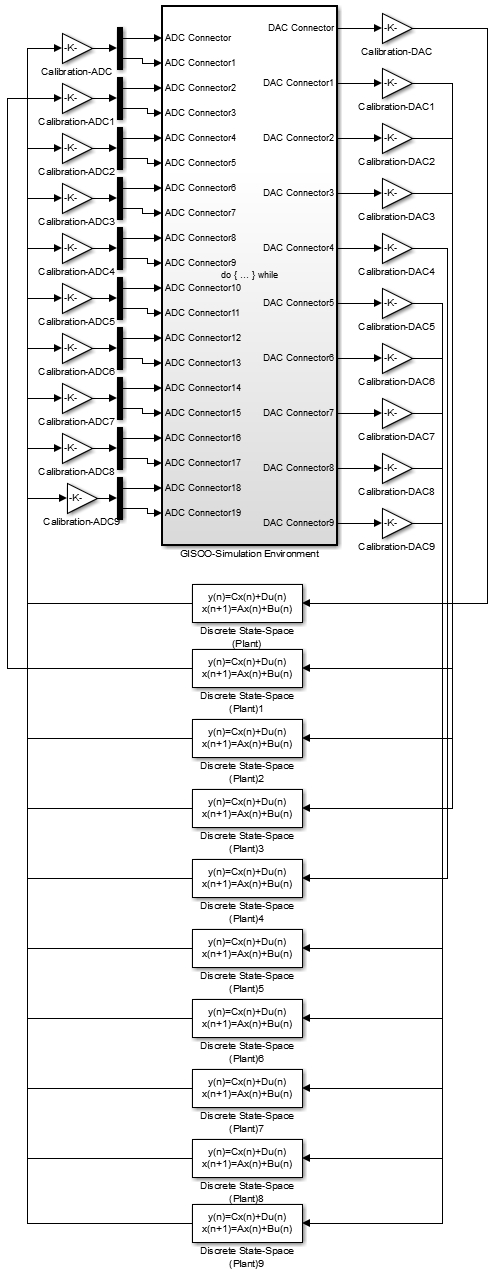 -K-
Calibration-ADC
-K-
Calibration-ADC1
-K-
Calibration-ADC2
-K-
Calibration-ADC3
-K-
Calibration-ADC4
-K-
Calibration-ADC5
-K-
Calibration-ADC6
-K-
Calibration-ADC7
-K-
Calibration-ADC8
-K-
Calibration-ADC9
ADC Connector
ADC Connector1
ADC Connector2
ADC Connector3
ADC Connector4
ADC Connector5
ADC Connector6
ADC Connector7
ADC Connector8
ADC Connector9
do { ... } while
ADC Connector10
ADC Connector11
ADC Connector12
ADC Connector13
ADC Connector14
ADC Connector15
ADC Connector16
ADC Connector17
ADC Connector18
ADC Connector19
DAC Connector
DAC Connector1
DAC Connector2
DAC Connector3
DAC Connector4
DAC Connector5
DAC Connector6
DAC Connector7
DAC Connector8
DAC Connector9
GISOO-Simulation Environment
-K-
Calibration-DAC
-K-
Calibration-DAC1
-K-
Calibration-DAC2
-K-
Calibration-DAC3
-K-
Calibration-DAC4
-K-
Calibration-DAC5
-K-
Calibration-DAC6
-K-
Calibration-DAC7
-K-
Calibration-DAC8
-K-
Calibration-DAC9
y(n)=Cx(n)+Du(n)
x(n+1)=Ax(n)+Bu(n)
Discrete State-Space
(Plant)
y(n)=Cx(n)+Du(n)
x(n+1)=Ax(n)+Bu(n)
Discrete State-Space
(Plant)1
y(n)=Cx(n)+Du(n)
x(n+1)=Ax(n)+Bu(n)
Discrete State-Space
(Plant)2
y(n)=Cx(n)+Du(n)
x(n+1)=Ax(n)+Bu(n)
Discrete State-Space
(Plant)3
y(n)=Cx(n)+Du(n)
x(n+1)=Ax(n)+Bu(n)
Discrete State-Space
(Plant)4
y(n)=Cx(n)+Du(n)
x(n+1)=Ax(n)+Bu(n)
Discrete State-Space
(Plant)5
y(n)=Cx(n)+Du(n)
x(n+1)=Ax(n)+Bu(n)
Discrete State-Space
(Plant)6
y(n)=Cx(n)+Du(n)
x(n+1)=Ax(n)+Bu(n)
Discrete State-Space
(Plant)7
y(n)=Cx(n)+Du(n)
x(n+1)=Ax(n)+Bu(n)
Discrete State-Space
(Plant)8
y(n)=Cx(n)+Du(n)
x(n+1)=Ax(n)+Bu(n)
Discrete State-Space
(Plant)9